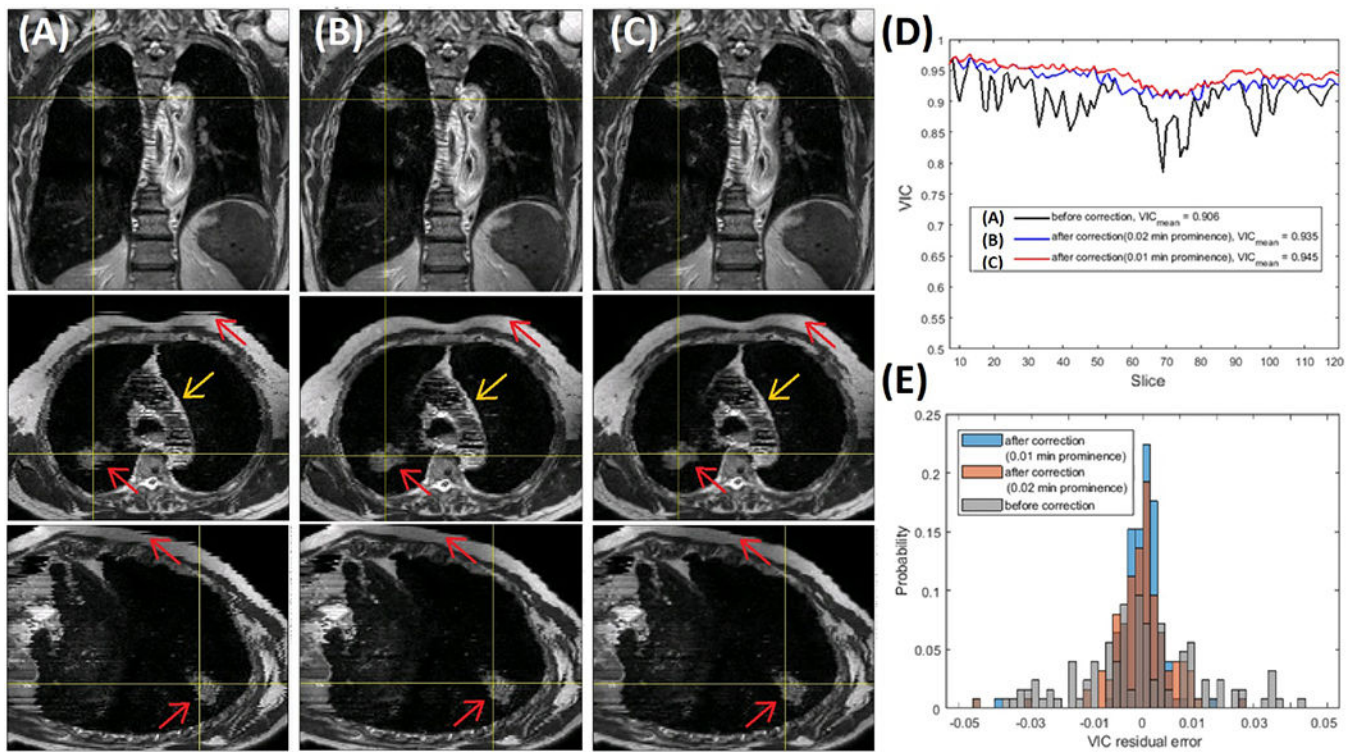 (A)
(B)
(C)
(D)
1
0.95
0.9
0.85
0.8
0.75
0.7
0.65
0.6
0.55
0.5
VIC
(A) before correction, VICmean = 0.906
(B) after correction(0.02 min prominence), VICmean = 0.935
(C) after correction(0.01 min prominence), VICmean = 0.945
10 20 30 40 50 60 70 80 90 100 110 120
Slice
(E)
0.25
0.2
0.15
0.1
0.05
0
Probability
after correction
(0.01 min prominence)
after correction
(0.02 min prominence)
before correction
-0.05 -0.03 -0.01 0 0.01 0.03 0.05
VIC residual error